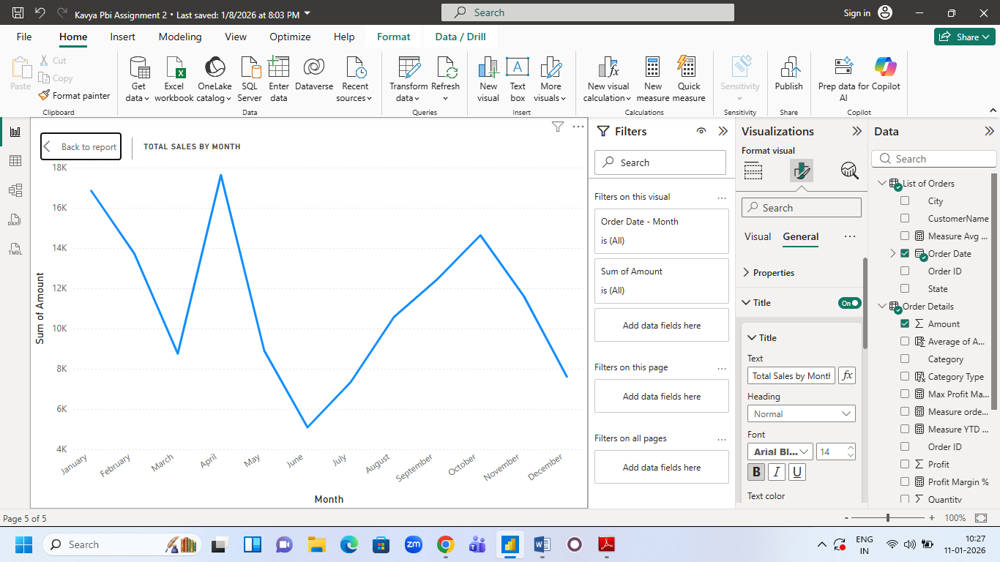 Kavya Pbi Assignment 2 • Last saved: 1/8/2026 at 8:03 PM
Search
Sign in
File Home Insert Modeling View Optimize Help Format Data / Drill
Share
Paste
Cut
Copy
Format painter
Clipboard
Get data
Excel workbook
OneLake catalog
SQL Server
Enter data
Dataverse
Recent sources
Data
Transform data
Refresh
Queries
New visual
Text box
More visuals
Insert
New visual calculation
New measure
Quick measure
Calculations
Sensitivity
Sensitivity
Publish
Share
Prep data for AI
Copilot
Copilot
Back to report
TOTAL SALES BY MONTH
18K
16K
14K
12K
10K
8K
6K
4K
Sum of Amount
January February March April May June July August September October November December
Month
Filters
Search
Filters on this visual ...
Order Date - Month
is (All)
Sum of Amount
is (All)
Add data fields here
Filters on this page ...
Add data fields here
Filters on all pages ...
Add data fields here
Visualizations
Format visual
Search
Visual General ...
Properties
Title On
Title
Text
Total Sales by Month
fx
Heading
Normal
Font
Arial Bl... 14
B I U
Text color
Data
Search
List of Orders
City
CustomerName
Measure Avg ...
Order Date
Order ID
State
Order Details
Amount
Average of A...
Category
Category Type
Max Profit Ma...
Measure orde...
Measure YTD ...
Order ID
Profit
Profit Margin %
Quantity
DAX
TMDL
Page 5 of 5
- + 100%
Search
zm
ENG
IN
10:27
11-01-2026